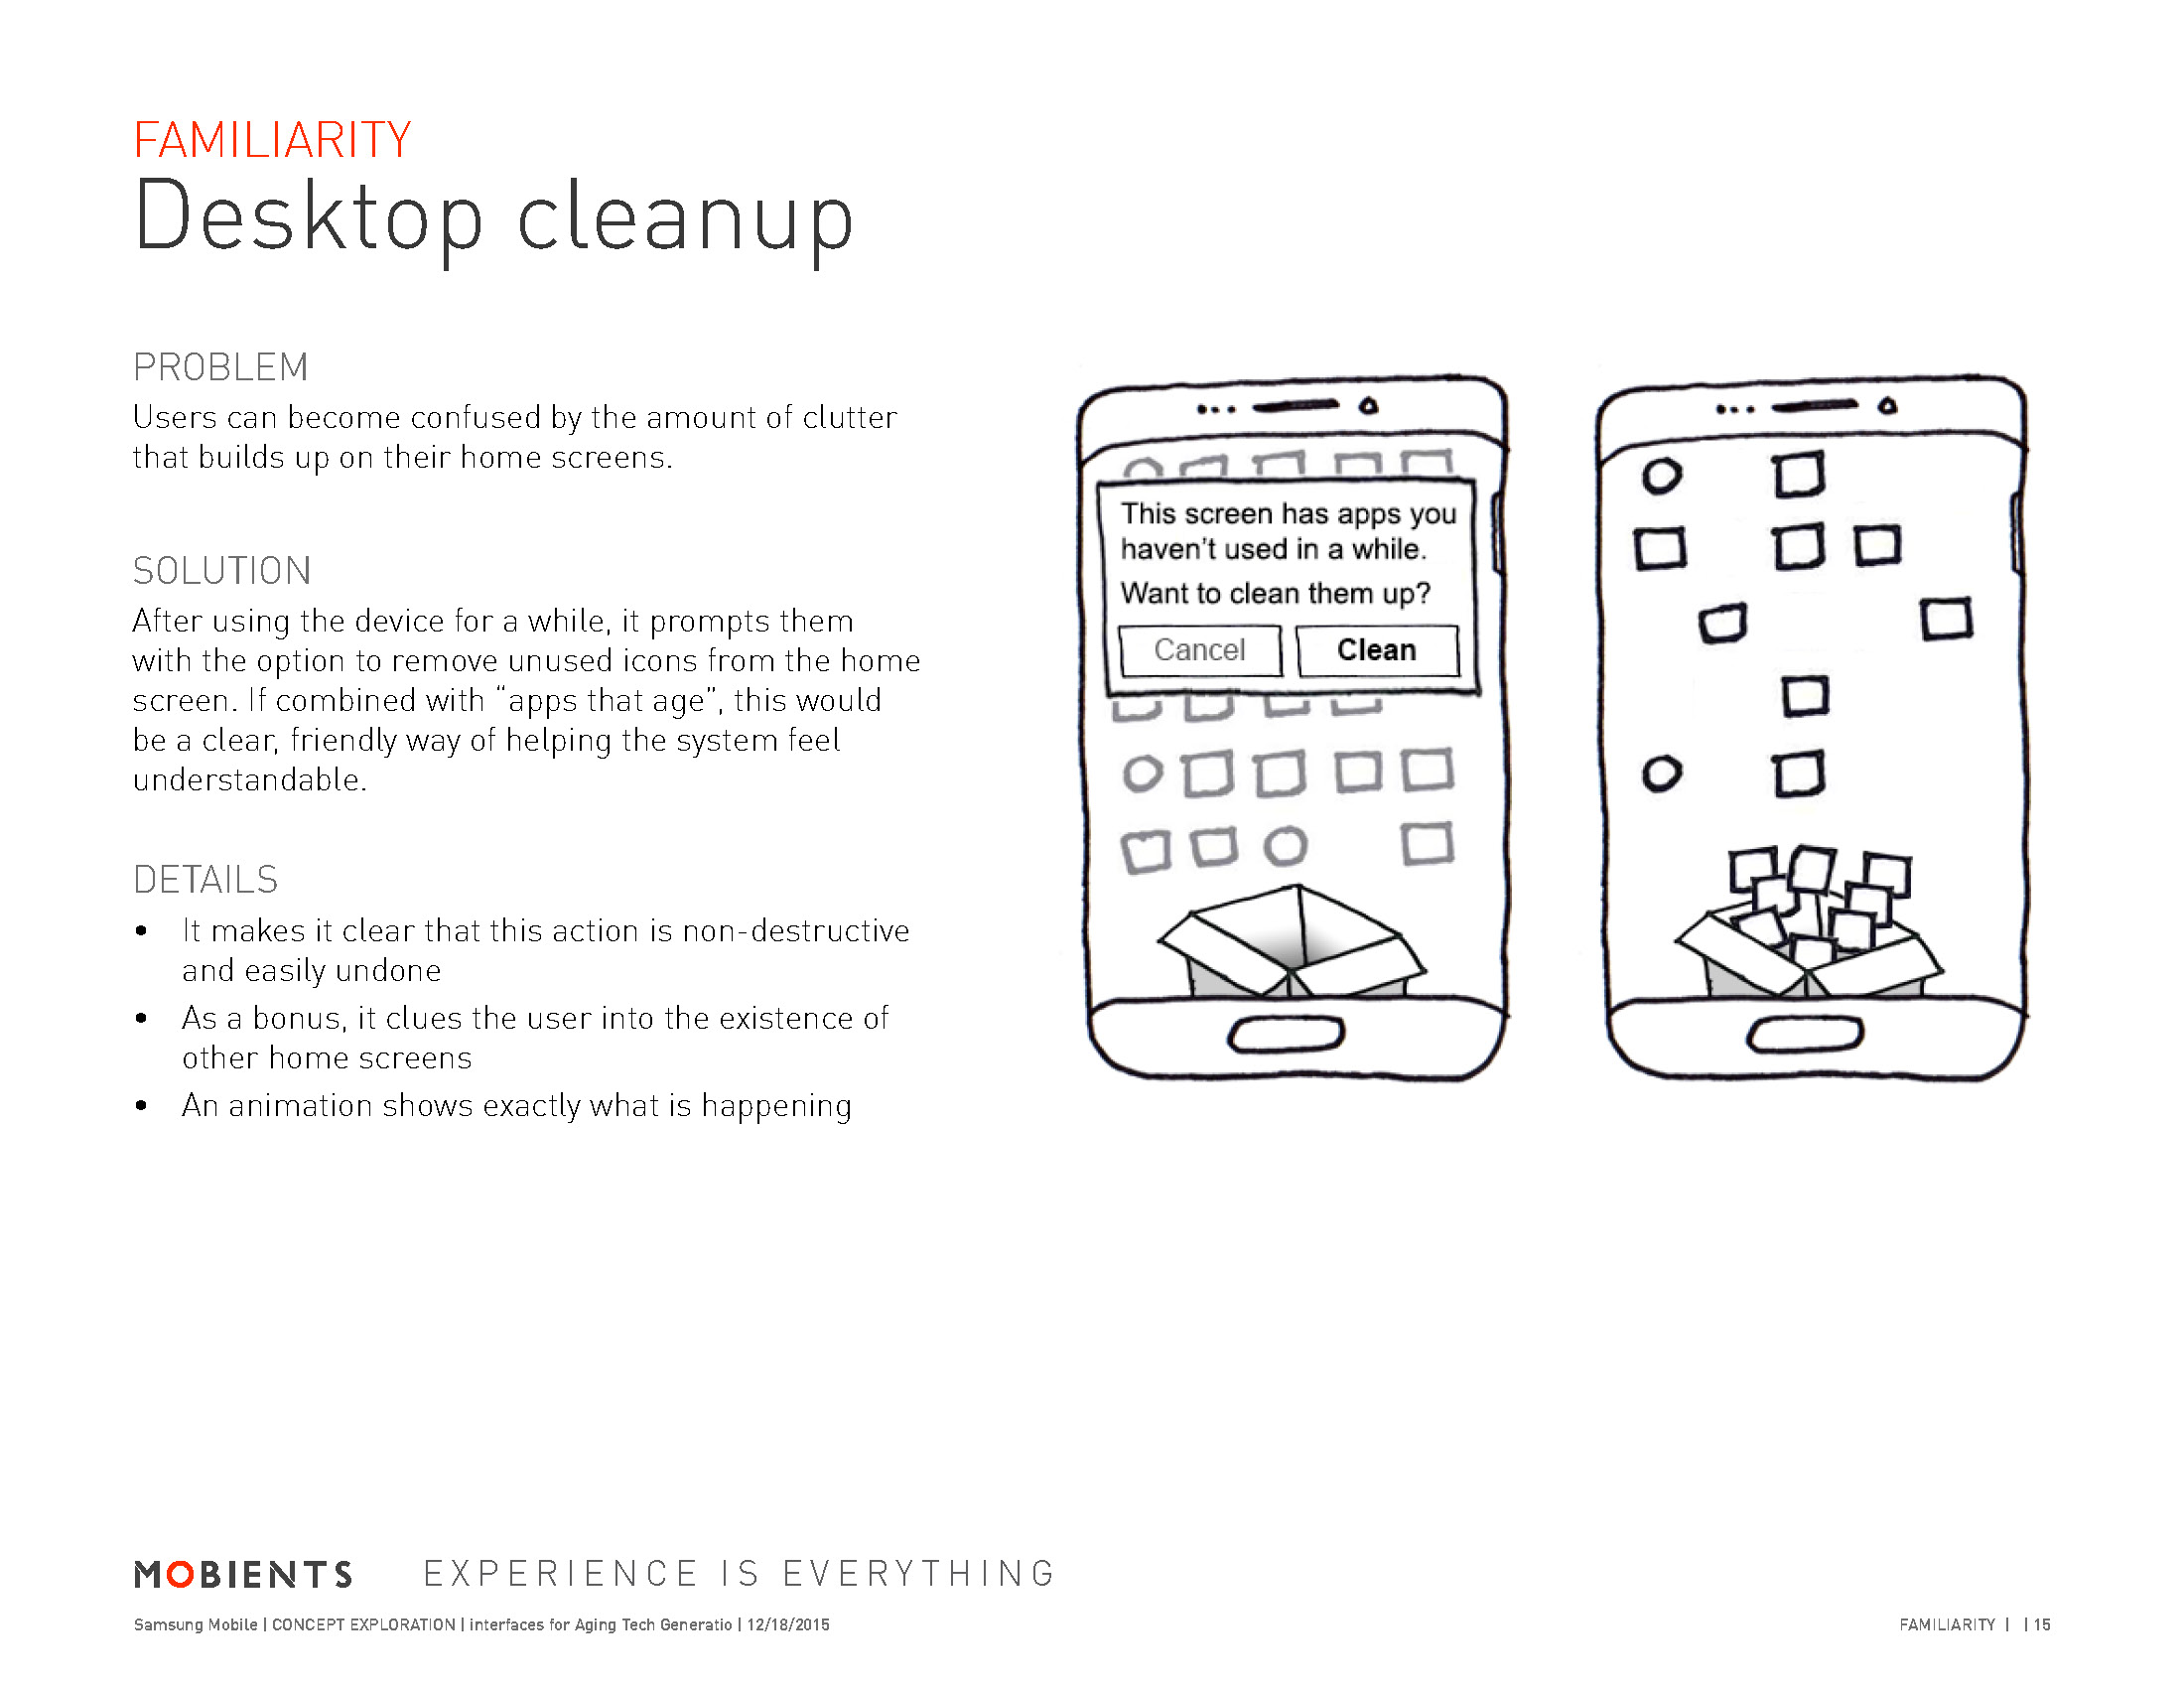 FAMILIARITY
Desktop cleanup
PROBLEM
Users can become confused by the amount of clutter
that builds up on their home screens.
SOLUTION
After using the device for a while, it prompts them
with the option to remove unused icons from the home
screen. If combined with “apps that age”, this would
be a clear, friendly way of helping the system feel
understandable.
DETAILS
• It makes it clear that this action is non-destructive
and easily undone
• As a bonus, it clues the user into the existence of
other home screens
• An animation shows exactly what is happening
This screen has apps you
haven't used in a while.
Want to clean them up?
Cancel Clean
MOBIENTS EXPERIENCE IS EVERYTHING
Samsung Mobile | CONCEPT EXPLORATION | interfaces for Aging Tech Generatio | 12/18/2015
FAMILIARITY | | 15